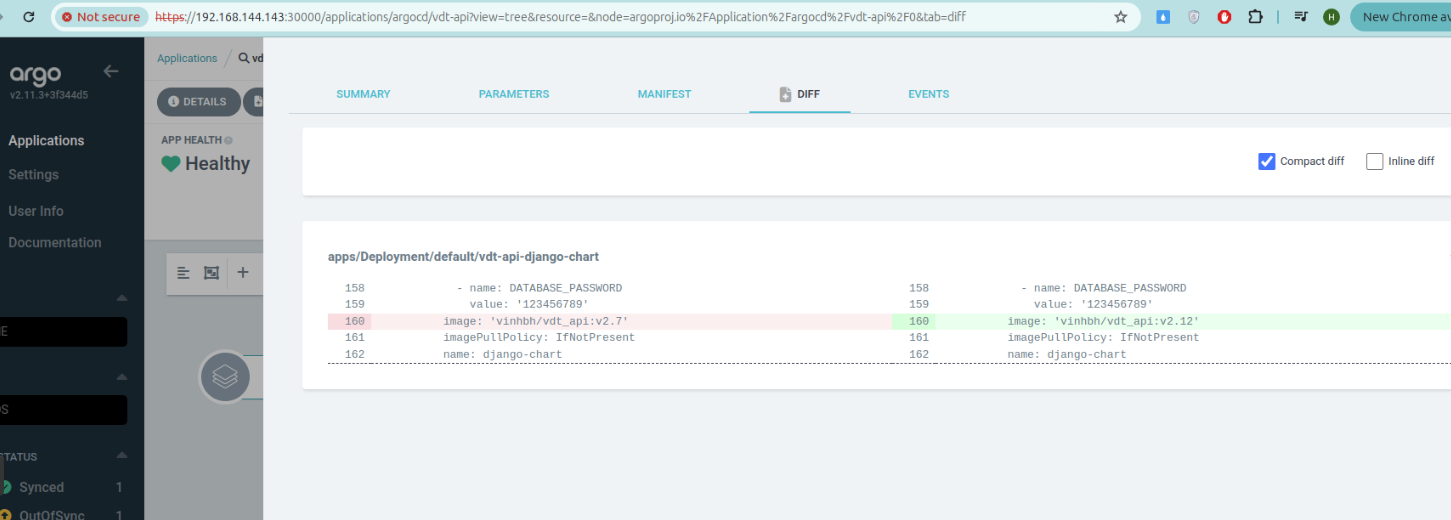 Not secure https://192.168.144.143:30000/applications/argocd/vdt-api?view=tree&resource=&node=argoproj.io%2FApplication%2Fargocd%2Fvdt-api%2F0&tab=diff H New Chrome av
argo
v2.11.3+3f344d5
Applications
Settings
User Info
Documentation
E
OS
TATUS
Synced 1
OutOfSync 1
Applications / vd
DETAILS
APP HEALTH
Healthy
SUMMARY PARAMETERS MANIFEST DIFF EVENTS
Compact diff Inline diff
apps/Deployment/default/vdt-api-django-chart
158 - name: DATABASE_PASSWORD 158 - name: DATABASE_PASSWORD
159 value: '123456789' 159 value: '123456789'
160 image: 'vinhbh/vdt_api:v2.7' 160 image: 'vinhbh/vdt_api:v2.12'
161 imagePullPolicy: IfNotPresent 161 imagePullPolicy: IfNotPresent
162 name: django-chart 162 name: django-chart